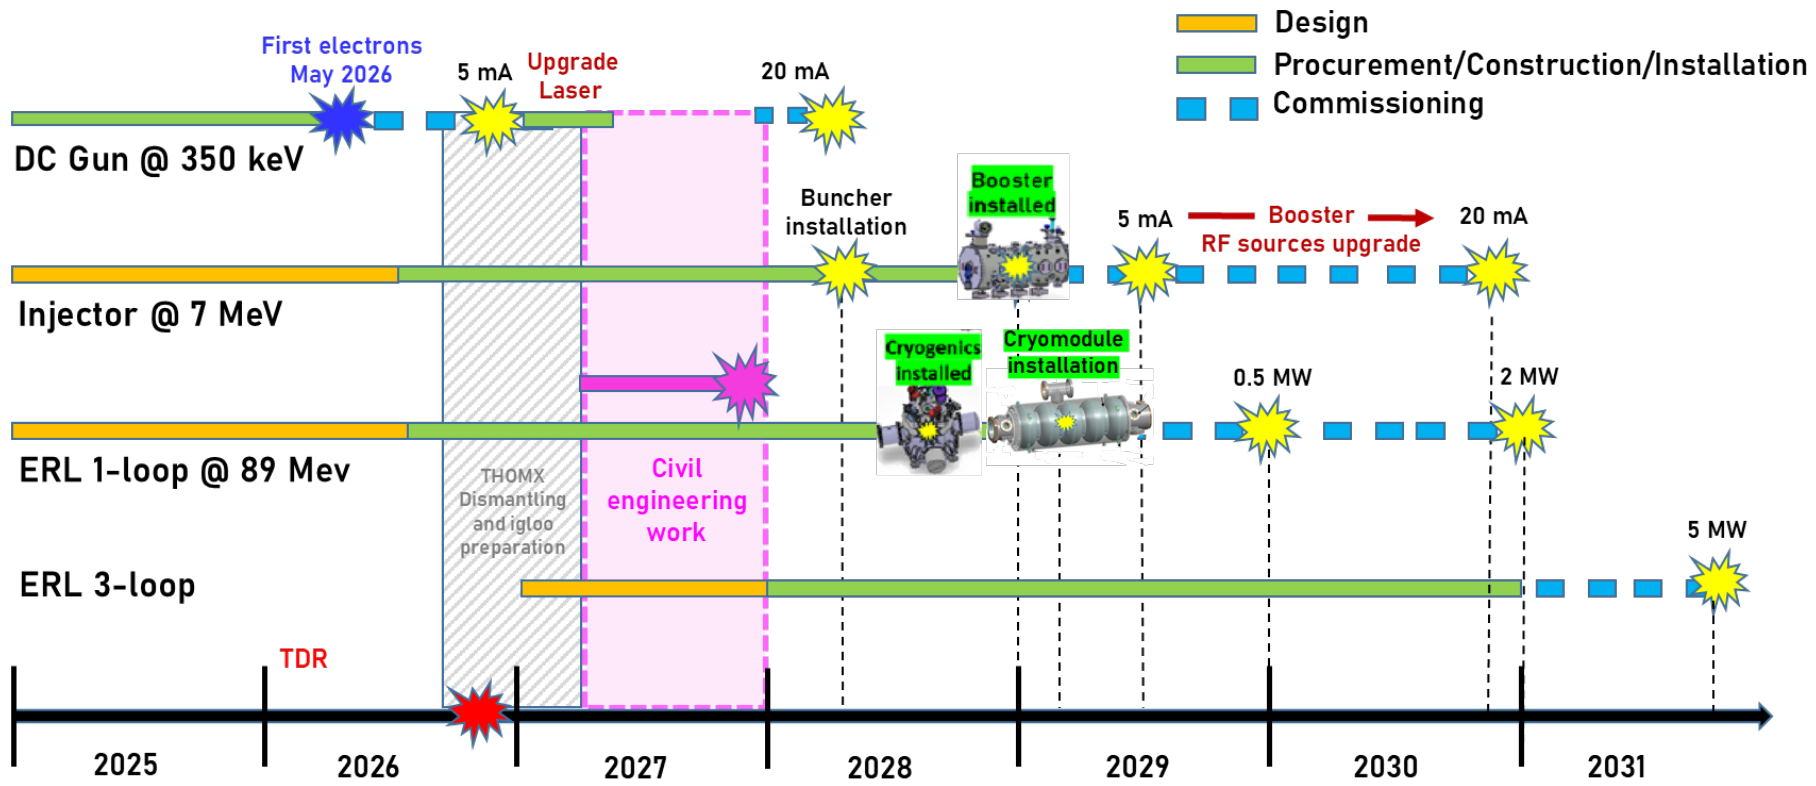 Design
Procurement/Construction/Installation
Commissioning
First electrons
May 2026
5 mA
Upgrade
Laser
20 mA
DC Gun @ 350 keV
Buncher
installation
Booster
installed
5 mA
Booster
RF sources upgrade
20 mA
Injector @ 7 MeV
Cryogenics
installed
Cryomodule
installation
0.5 MW
2 MW
ERL 1-loop @ 89 Mev
THOMX
Dismantling
and igloo
preparation
Civil
engineering
work
5 MW
ERL 3-loop
TDR
2025
2026
2027
2028
2029
2030
2031